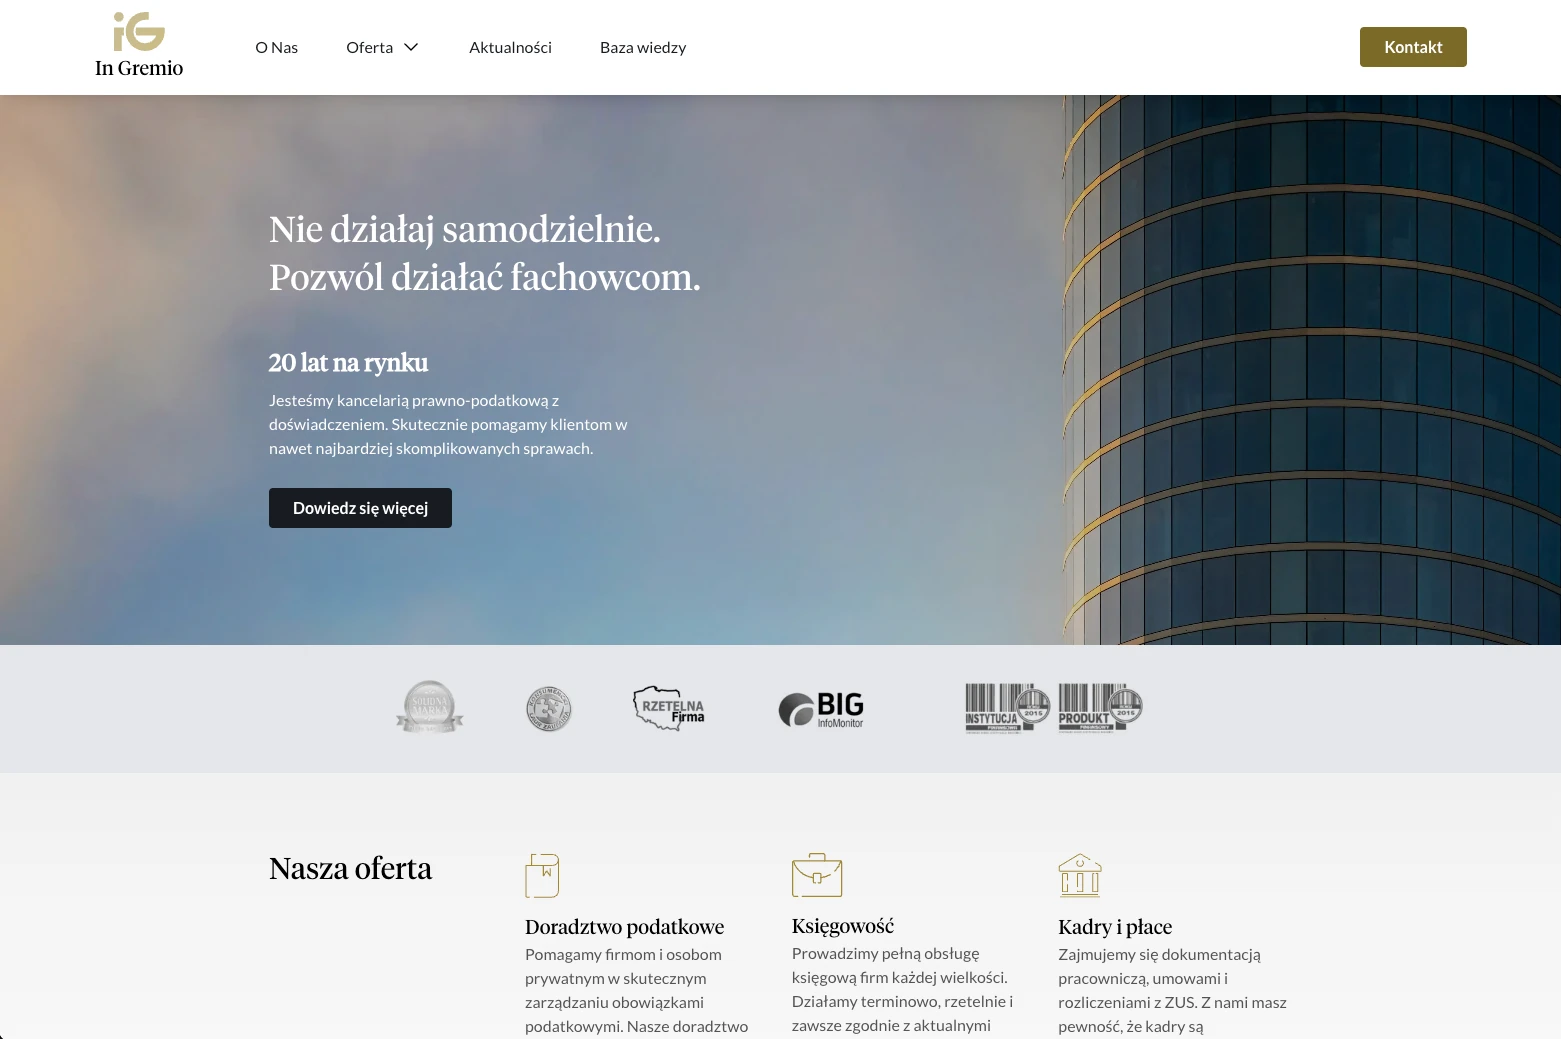 iG
In Gremio
O Nas
Oferta
Aktualności
Baza wiedzy
Kontakt
Nie działaj samodzielnie.
Pozwól działać fachowcom.
20 lat na rynku
Jesteśmy kancelarią prawno-podatkową z
doświadczeniem. Skutecznie pomagamy klientom w
nawet najbardziej skomplikowanych sprawach.
Dowiedz się więcej
SOLIDNA
MARKA
RZETELNA
Firma
BIG
InfoMonitor
INSTYTUCJA
2015
PRODUKT
2015
Nasza oferta
Doradztwo podatkowe
Pomagamy firmom i osobom
prywatnym w skutecznym
zarządzaniu obowiązkami
podatkowymi. Nasze doradztwo
Księgowość
Prowadzimy pełną obsługę
księgową firm każdej wielkości.
Działamy terminowo, rzetelnie i
zawsze zgodnie z aktualnymi
Kadry i płace
Zajmujemy się dokumentacją
pracowniczą, umowami i
rozliczeniami z ZUS. Z nami masz
pewność, że kadry są